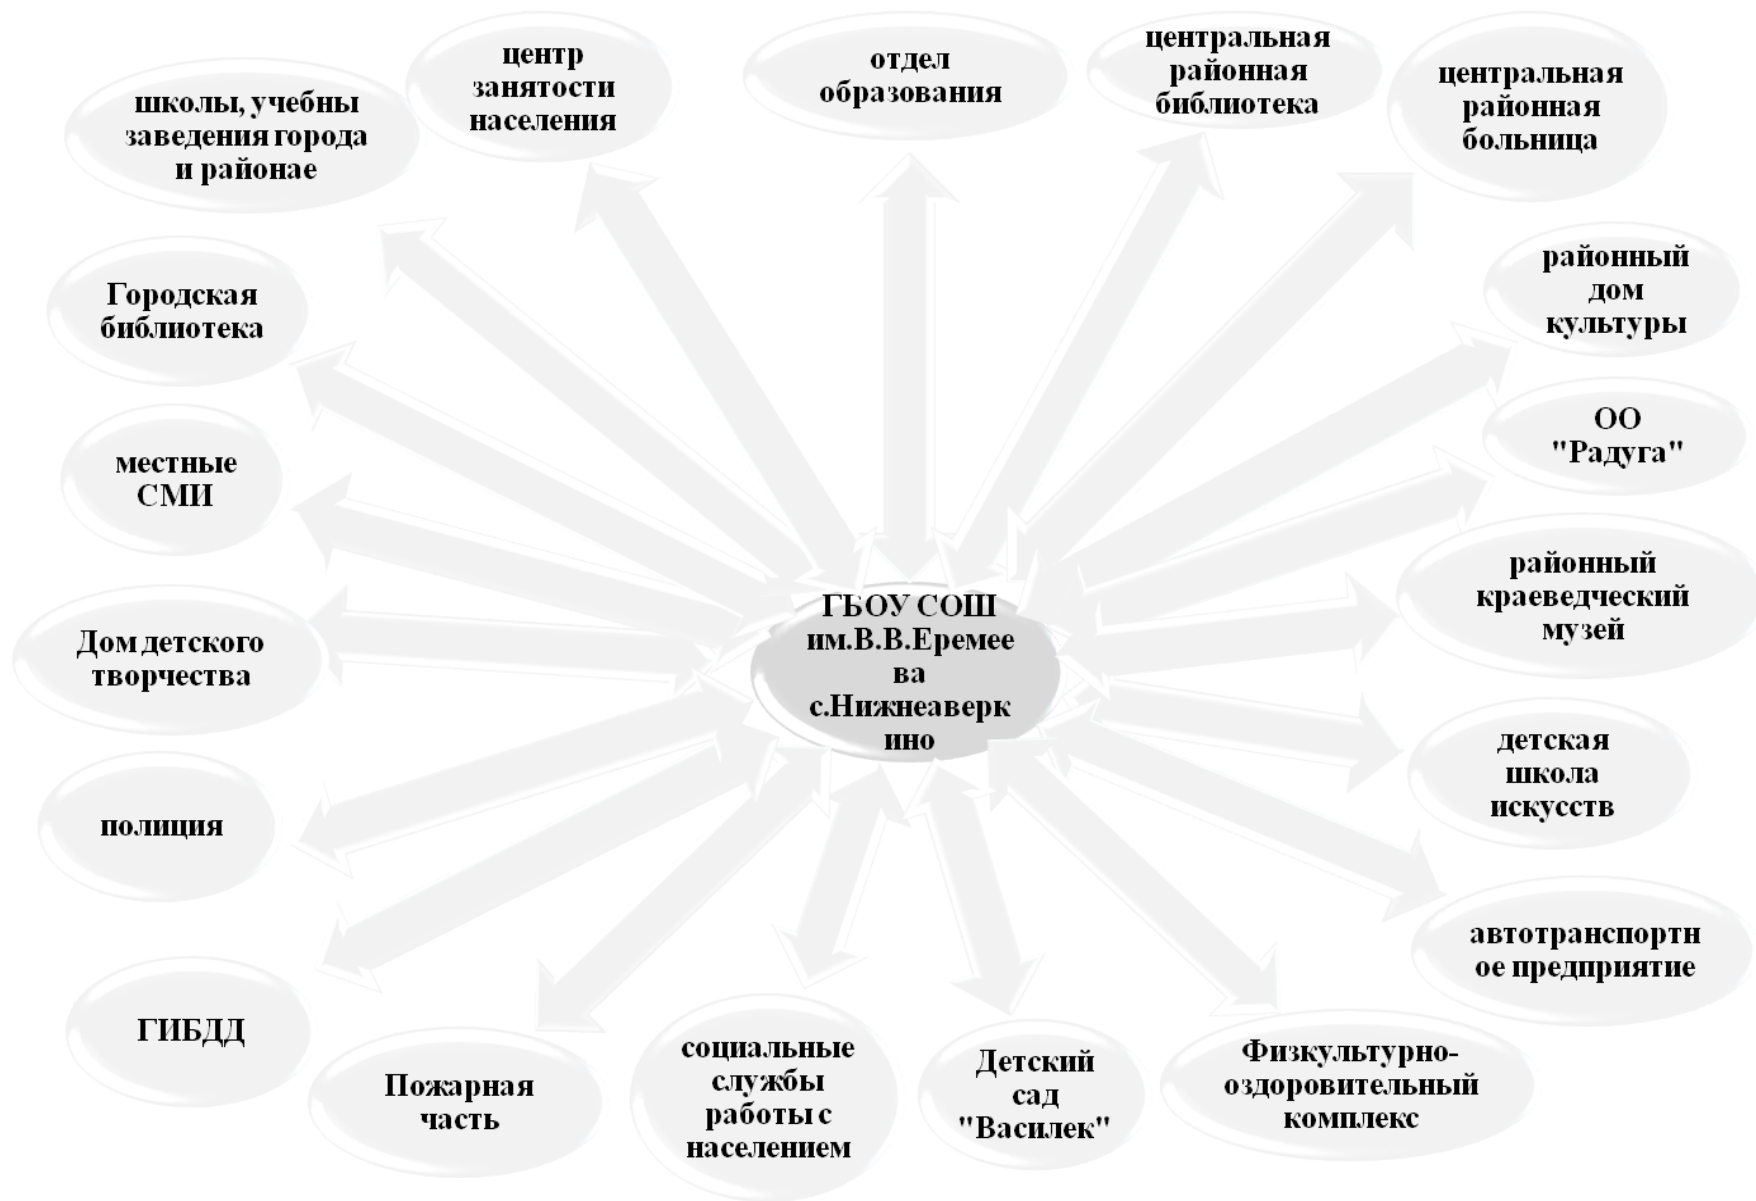 центр
занятости
населения
отдел
образования
центральная
районная
библиотека
центральная
районная
больница
школы, учебны
заведения города
и районае
районный
дом
культуры
Городская
библиотека
ОО
"Радуга"
местные
СМИ
районный
краеведческий
музей
ГБОУ СОШ
им.В.В.Еремее
ва
с.Нижнеаверк
ино
Дом детского
творчества
детская
школа
искусств
полиция
автотранспортн
ое предприятие
ГИБДД
Пожарная
часть
социальные
службы
работы с
населением
Детский
сад
"Василек"
Физкультурно-
оздоровительный
комплекс